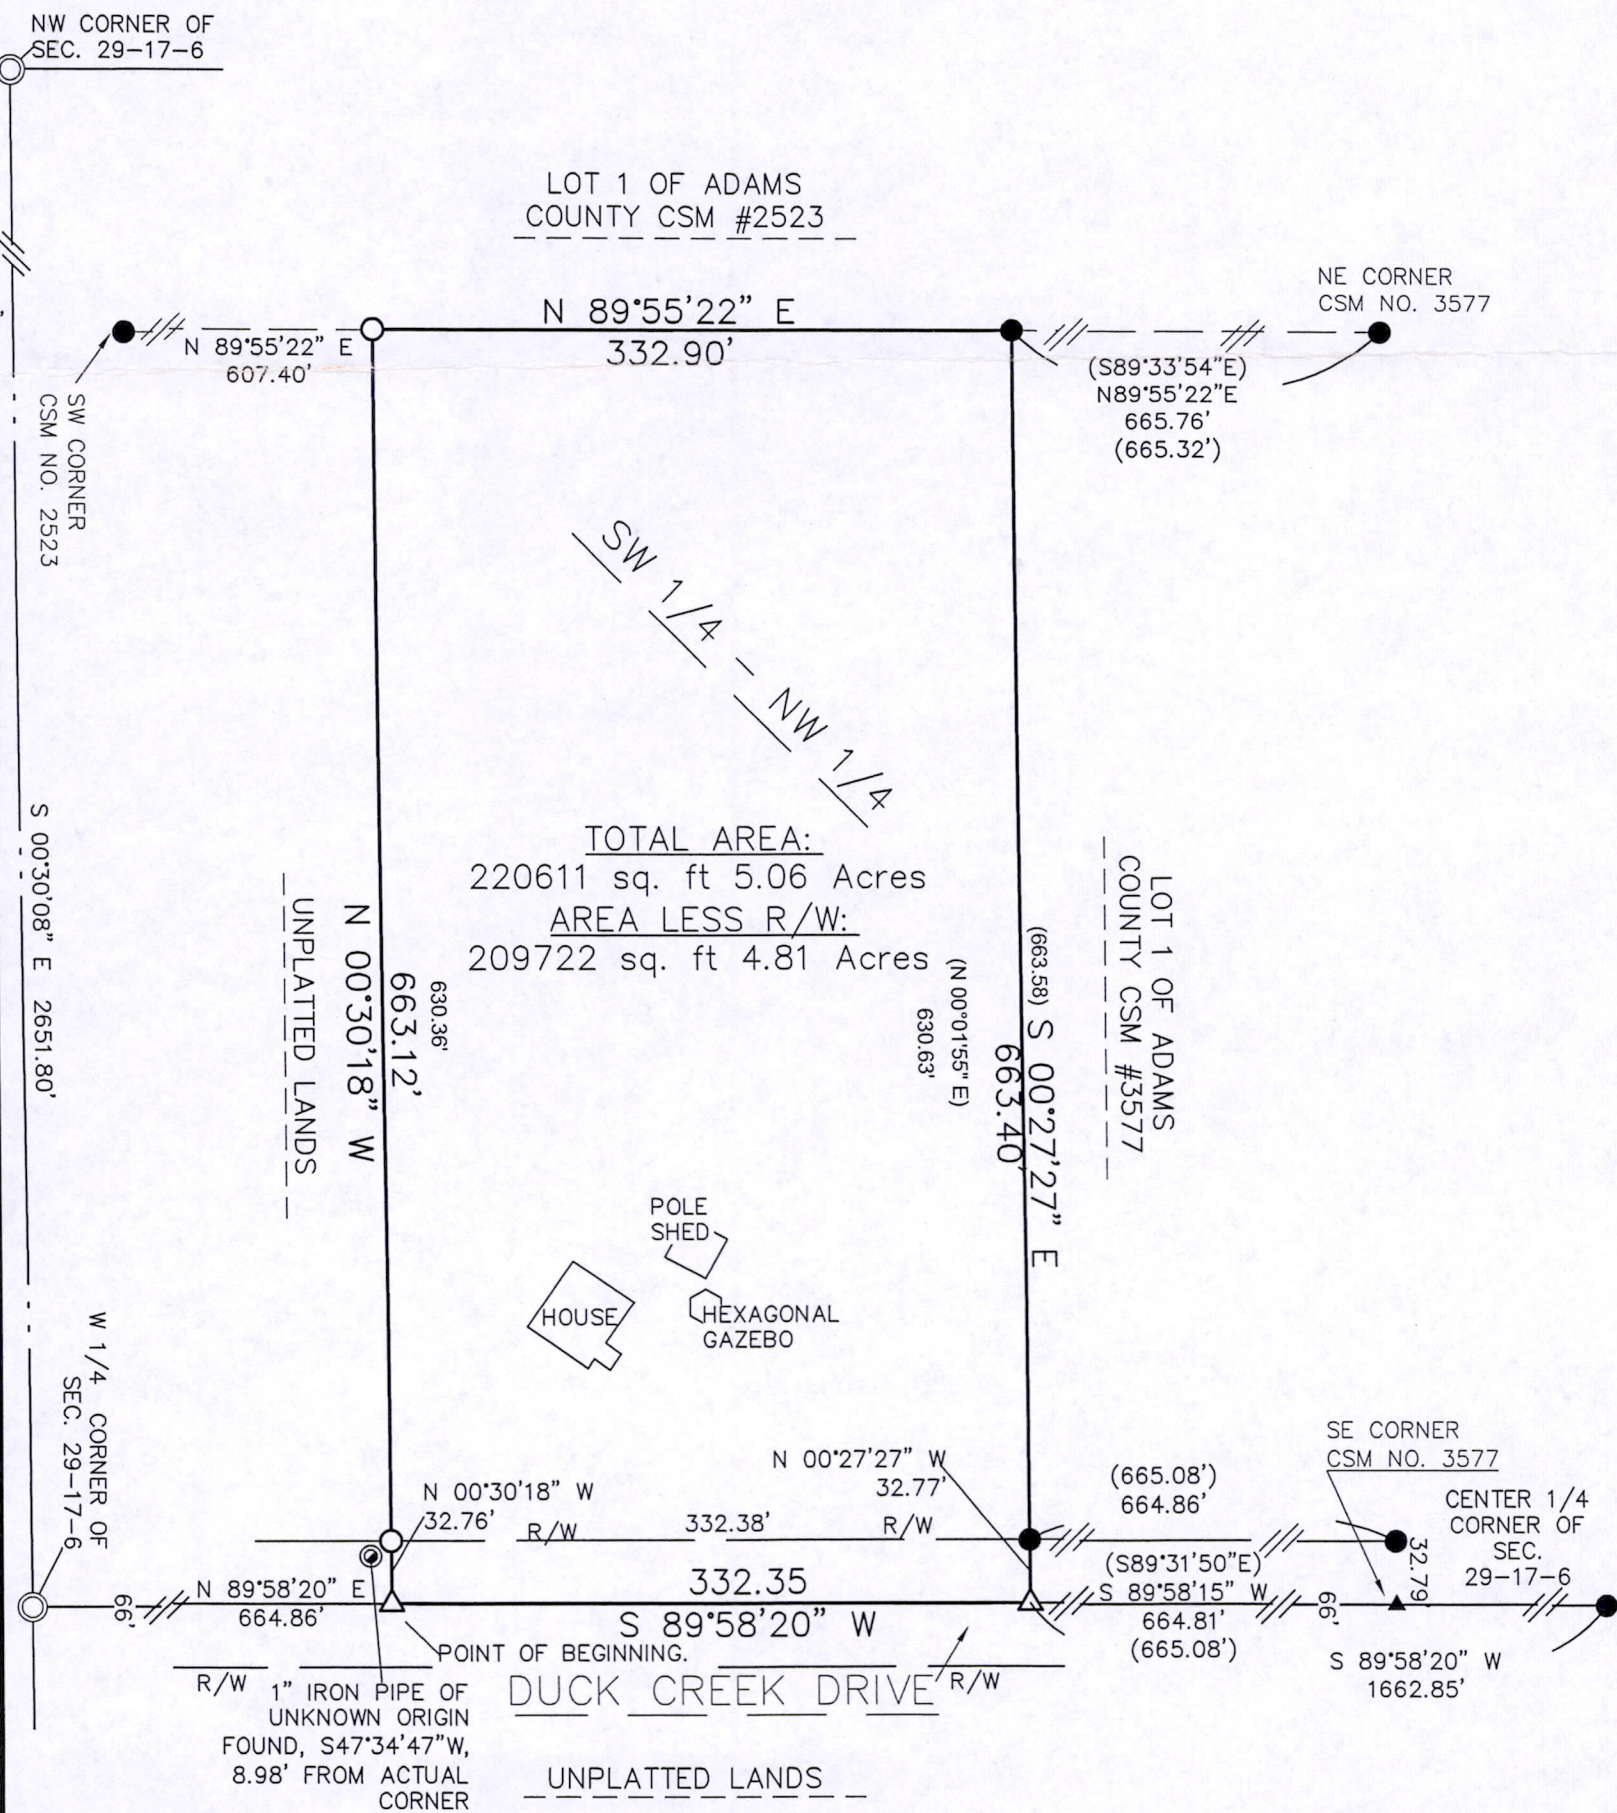 NW CORNER OF
SEC. 29-17-6
LOT 1 OF ADAMS
COUNTY CSM #2523
NE CORNER
CSM NO. 3577
N 89°55'22" E
332.90'
N 89°55'22" E
607.40'
(S89°33'54"E)
N89°55'22"E
665.76'
(665.32')
SW CORNER
CSM NO. 2523
SW 1/4 - NW 1/4
TOTAL AREA:
220611 sq. ft 5.06 Acres
AREA LESS R/W:
209722 sq. ft 4.81 Acres
S 00°30'08" E 2651.80'
UNPLATTED LANDS
N 00°30'18" W
663.12'
630.36'
630.63'
(N 00°01'55" E)
663.40'
(663.58) S 00°27'27" E
LOT 1 OF ADAMS
COUNTY CSM #3577
POLE
SHED
HOUSE
HEXAGONAL
GAZEBO
W 1/4 CORNER OF
SEC. 29-17-6
N 00°30'18" W
32.76'
R/W
332.38'
R/W
N 00°27'27" W
32.77'
(665.08')
664.86'
SE CORNER
CSM NO. 3577
CENTER 1/4
CORNER OF
SEC.
29-17-6
32.79'
66'
N 89°58'20" E
664.86'
332.35
S 89°58'20" W
(S89°31'50"E)
S 89°58'15" W
664.81'
(665.08')
66'
S 89°58'20" W
1662.85'
POINT OF BEGINNING.
R/W
DUCK CREEK DRIVE
R/W
1" IRON PIPE OF
UNKNOWN ORIGIN
FOUND, S47°34'47"W,
8.98' FROM ACTUAL
CORNER
UNPLATTED LANDS